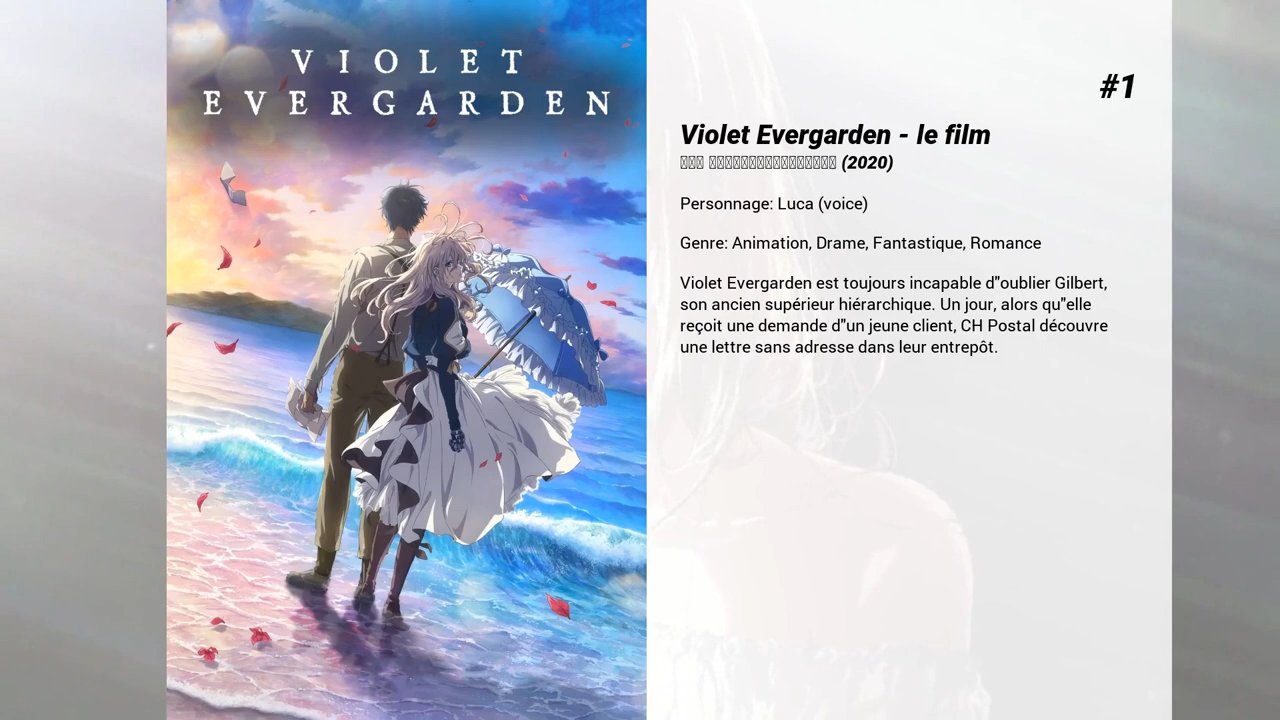 VIOLET
EVERGARDEN
#1
Violet Evergarden - le film
(2020)
Personnage: Luca (voice)
Genre: Animation, Drame, Fantastique, Romance
Violet Evergarden est toujours incapable d"oublier Gilbert,
son ancien supérieur hiérarchique. Un jour, alors qu"elle
reçoit une demande d"un jeune client, CH Postal découvre
une lettre sans adresse dans leur entrepôt.